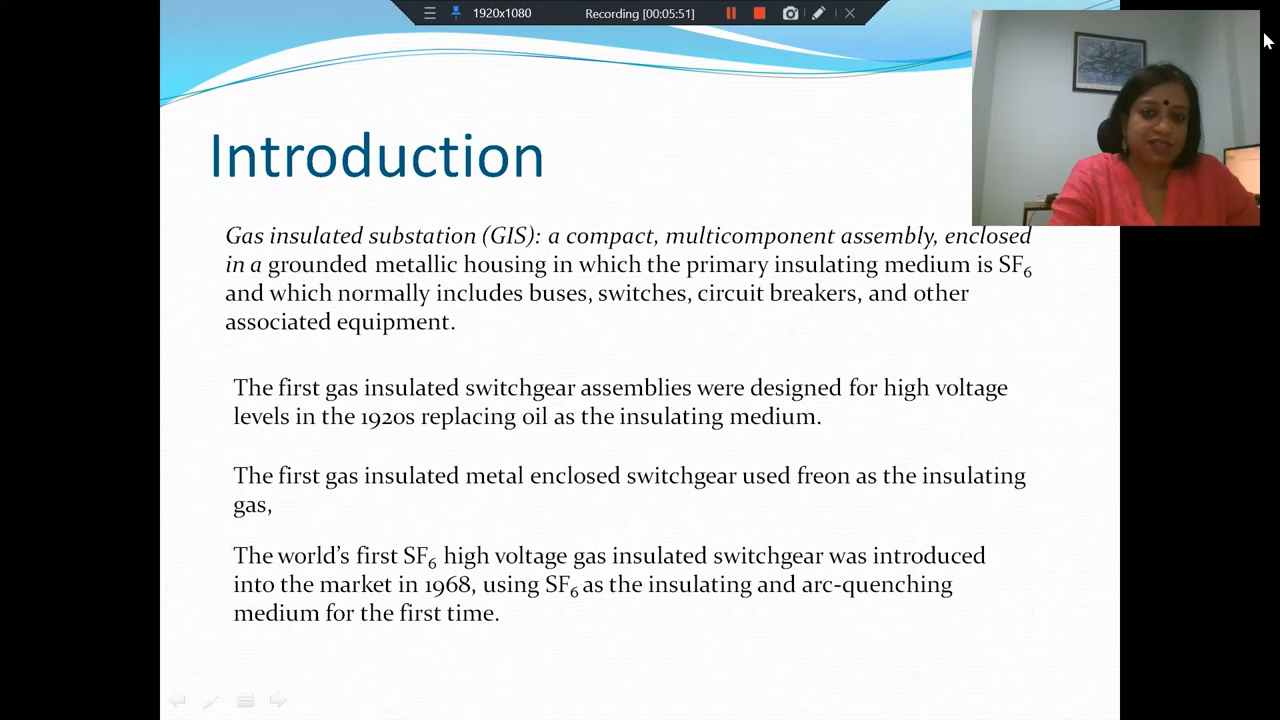 1920x1080
Recording [00:05:51]
Introduction
Gas insulated substation (GIS): a compact, multicomponent assembly, enclosed
in a grounded metallic housing in which the primary insulating medium is SF₆
and which normally includes buses, switches, circuit breakers, and other
associated equipment.
The first gas insulated switchgear assemblies were designed for high voltage
levels in the 1920s replacing oil as the insulating medium.
The first gas insulated metal enclosed switchgear used freon as the insulating
gas,
The world’s first SF₆ high voltage gas insulated switchgear was introduced
into the market in 1968, using SF₆ as the insulating and arc-quenching
medium for the first time.